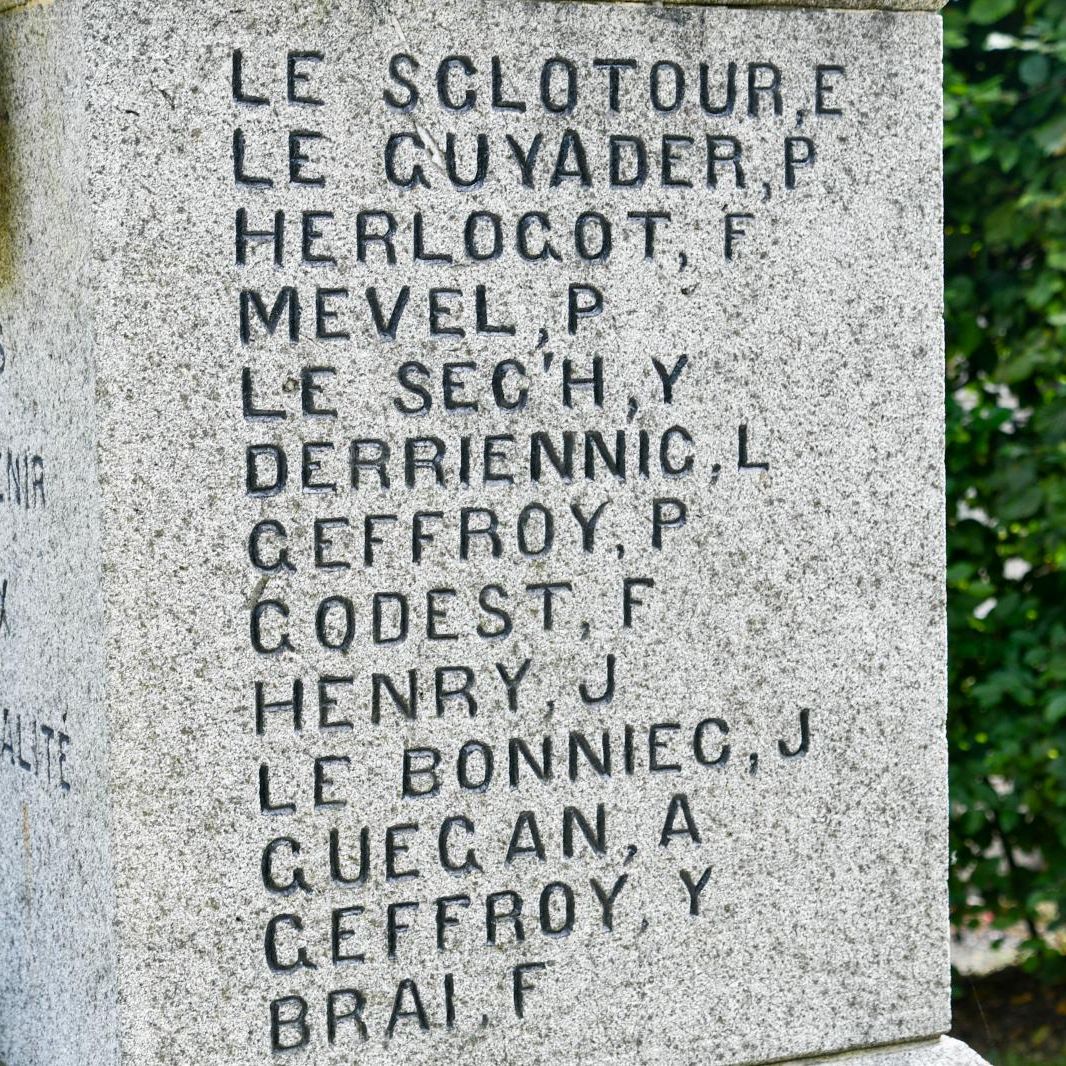 LE SCLOTOUR, E
LE GUYADER, P
HERLOGOT, F
MEVEL, P
LE SEC'H, Y
DERRIENNIC, L
GEFFROY, P
GODEST, F
HENRY, J
LE BONNIEC, J
GUEGAN, A
GEFFROY, Y
BRAI, F